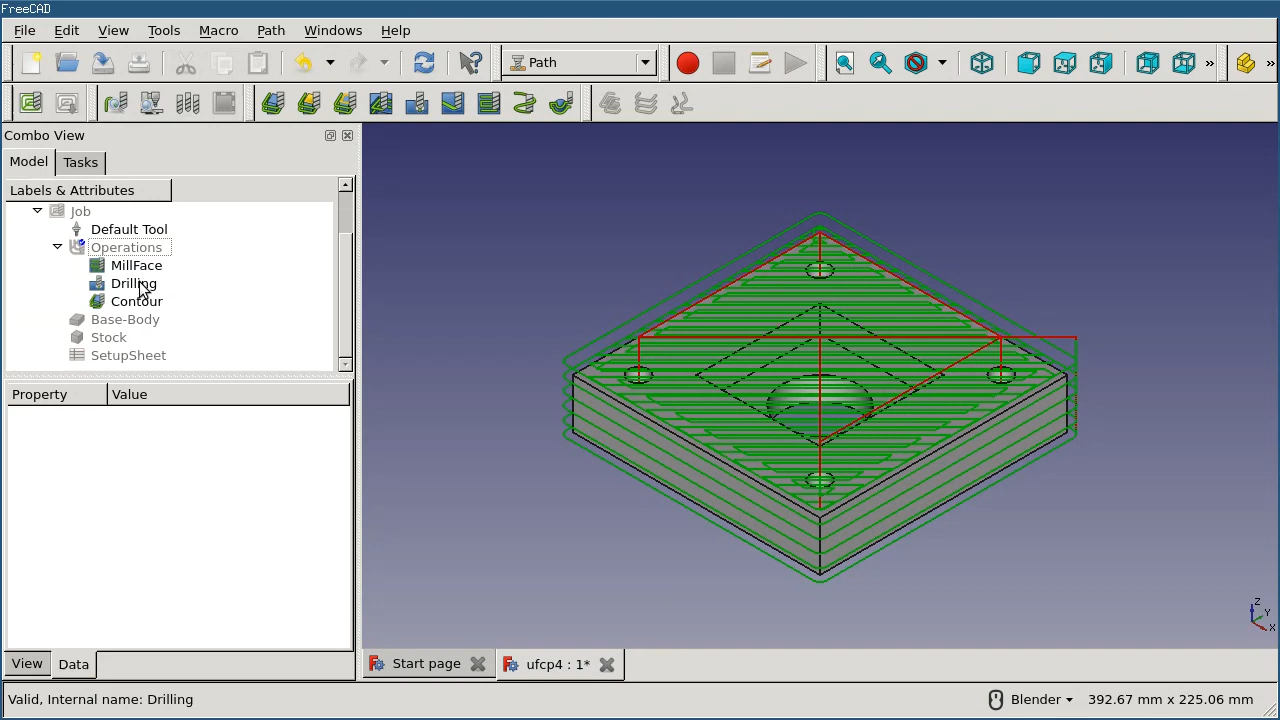 FreeCAD
File Edit View Tools Macro Path Windows Help
Path
» »
Combo View
Model Tasks
Labels & Attributes
Job
Default Tool
Operations
MillFace
Drilling
Contour
Base-Body
Stock
SetupSheet
Property Value
Z
Y
X
View Data
Start page
ufcp4 : 1*
Valid, Internal name: Drilling
Blender
392.67 mm x 225.06 mm